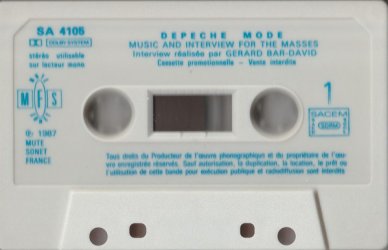 SA 4105
DOLBY SYSTEM
stéréo utilisable
sur lecteur mono
DEPECHE MODE
MUSIC AND INTERVIEW FOR THE MASSES
Interview réalisée par GERARD BAR-DAVID
Cassette promotionelle - Vente interdite
MFS
℗ 1987
MUTE
SONET
FRANCE
1
SACEM
SDRM
Tous droits du Producteur de l'œuvre phonographique et du propriétaire de l'œu-
vre enregistrée réservés. Sauf autorisation, la duplication, la location, le prêt ou
l'utilisation de cette bande pour exécution publique et radiodiffusion sont interdits